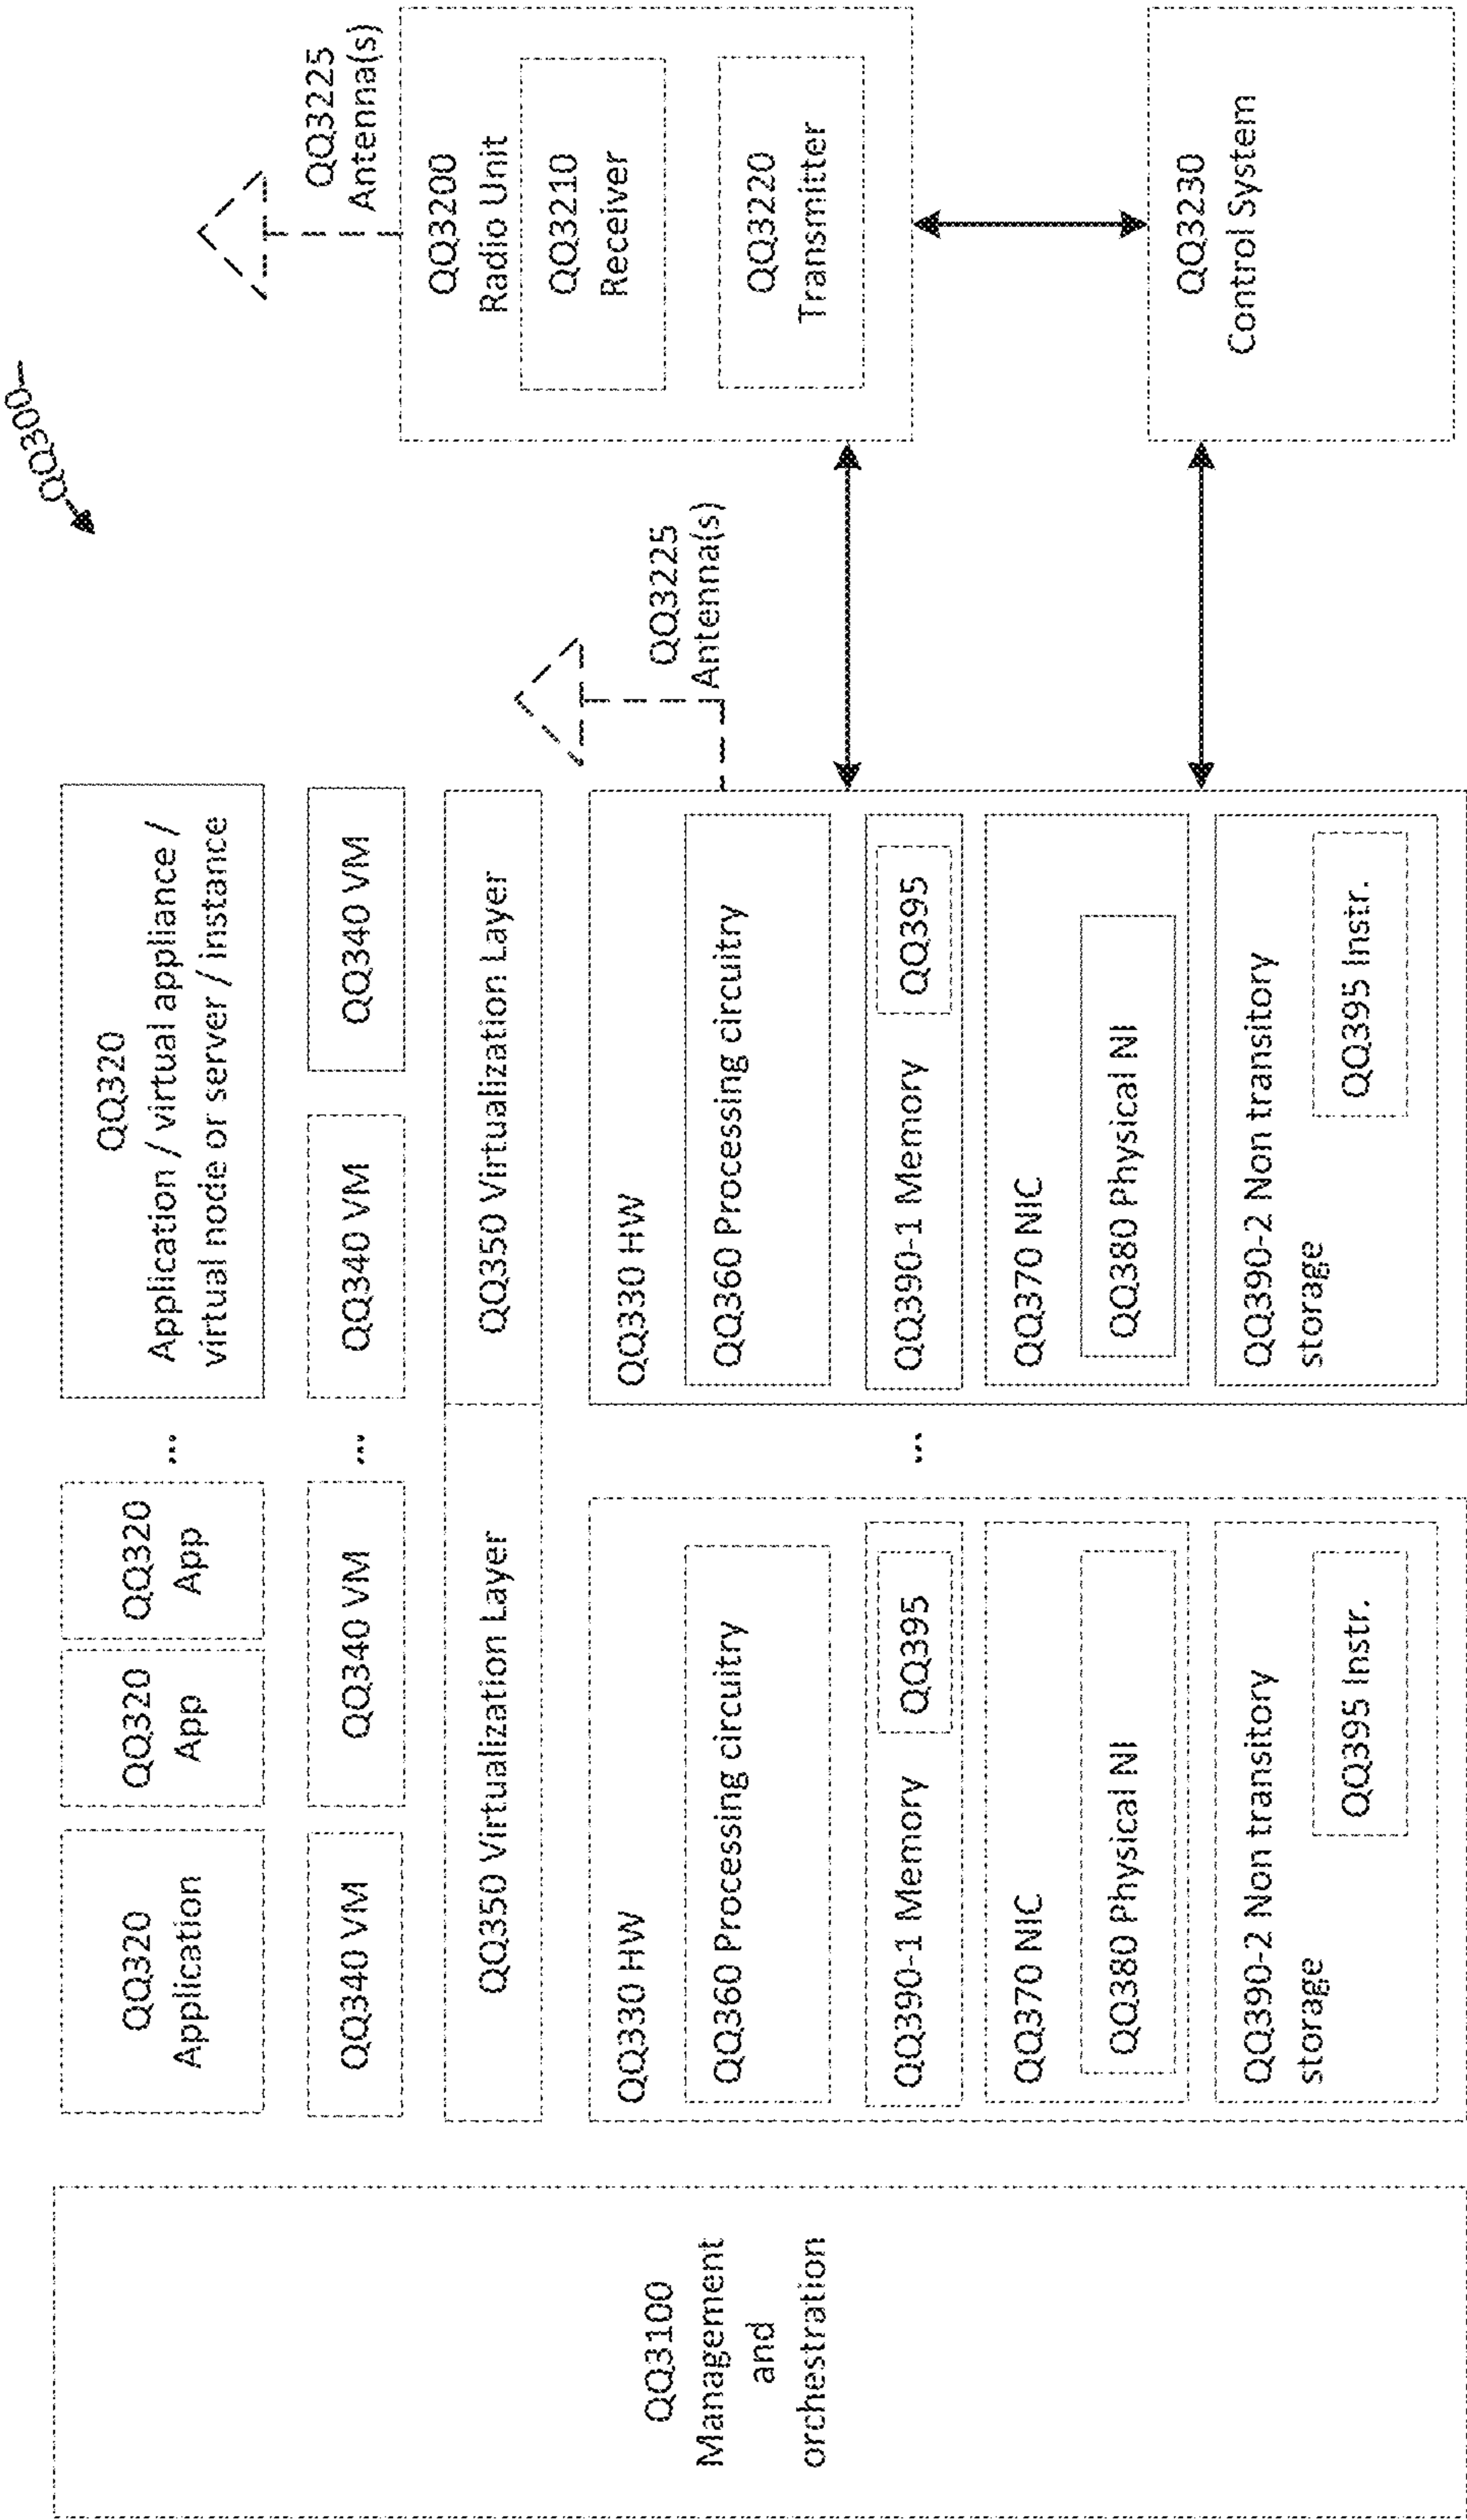 QQ300
QQ3100
Management
and
orchestration
QQ320
Application
QQ320
App
QQ320
App
...
QQ320
Application / virtual appliance /
virtual node or server / instance
QQ340 VM
QQ340 VM
...
QQ340 VM
QQ340 VM
QQ350 Virtualization Layer
QQ350 Virtualization Layer
QQ330 HW
QQ360 Processing circuitry
QQ390-1 Memory
QQ395
QQ370 NIC
QQ380 Physical NI
QQ390-2 Non transitory
storage
QQ395 Instr.
...
QQ330 HW
QQ360 Processing circuitry
QQ390-1 Memory
QQ395
QQ370 NIC
QQ380 Physical NI
QQ390-2 Non transitory
storage
QQ395 Instr.
QQ3225
Antenna(s)
QQ3225
Antenna(s)
QQ3200
Radio Unit
QQ3210
Receiver
QQ3220
Transmitter
QQ3230
Control System